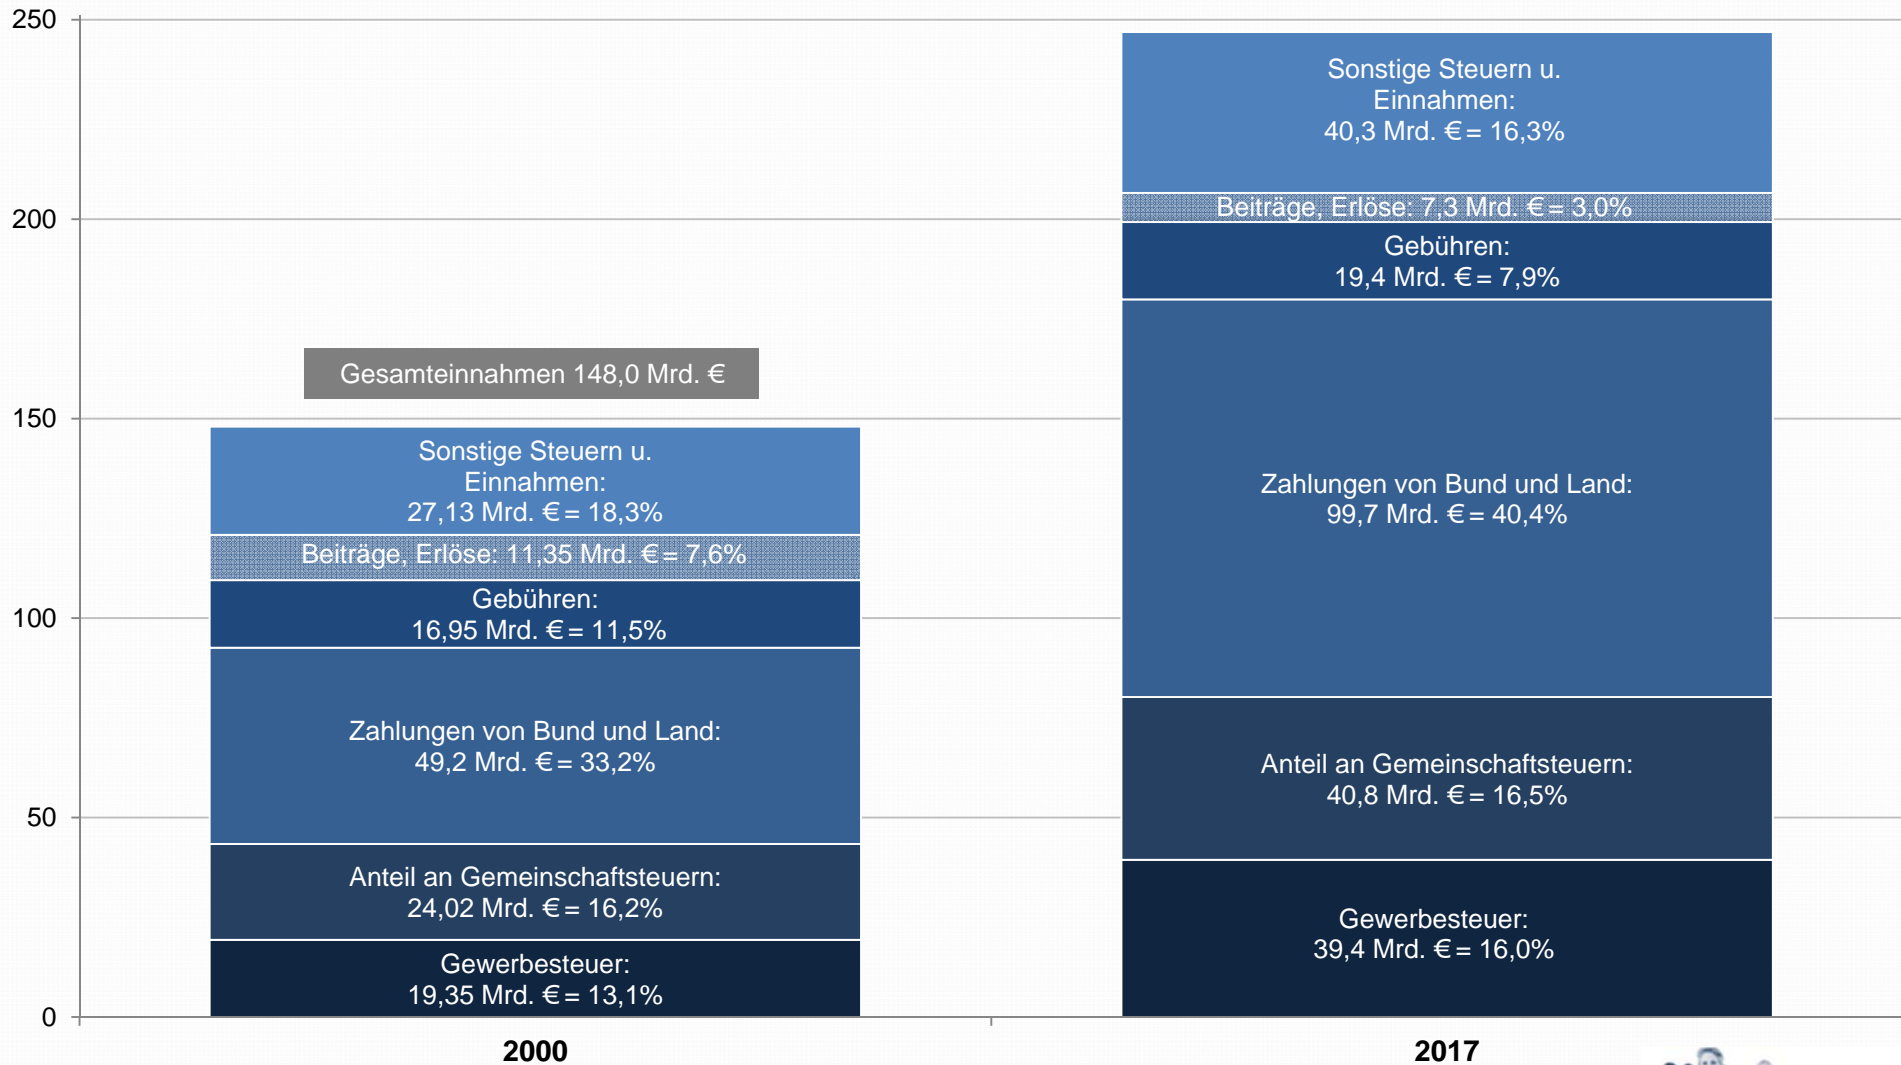 250
200
150
100
50
0
Gesamteinnahmen 148,0 Mrd. €
Sonstige Steuern u.
Einnahmen:
27,13 Mrd. € = 18,3%
Beiträge, Erlöse: 11,35 Mrd. € = 7,6%
Gebühren:
16,95 Mrd. € = 11,5%
Zahlungen von Bund und Land:
49,2 Mrd. € = 33,2%
Anteil an Gemeinschaftsteuern:
24,02 Mrd. € = 16,2%
Gewerbesteuer:
19,35 Mrd. € = 13,1%
2000
Sonstige Steuern u.
Einnahmen:
40,3 Mrd. € = 16,3%
Beiträge, Erlöse: 7,3 Mrd. € = 3,0%
Gebühren:
19,4 Mrd. € = 7,9%
Zahlungen von Bund und Land:
99,7 Mrd. € = 40,4%
Anteil an Gemeinschaftsteuern:
40,8 Mrd. € = 16,5%
Gewerbesteuer:
39,4 Mrd. € = 16,0%
2017